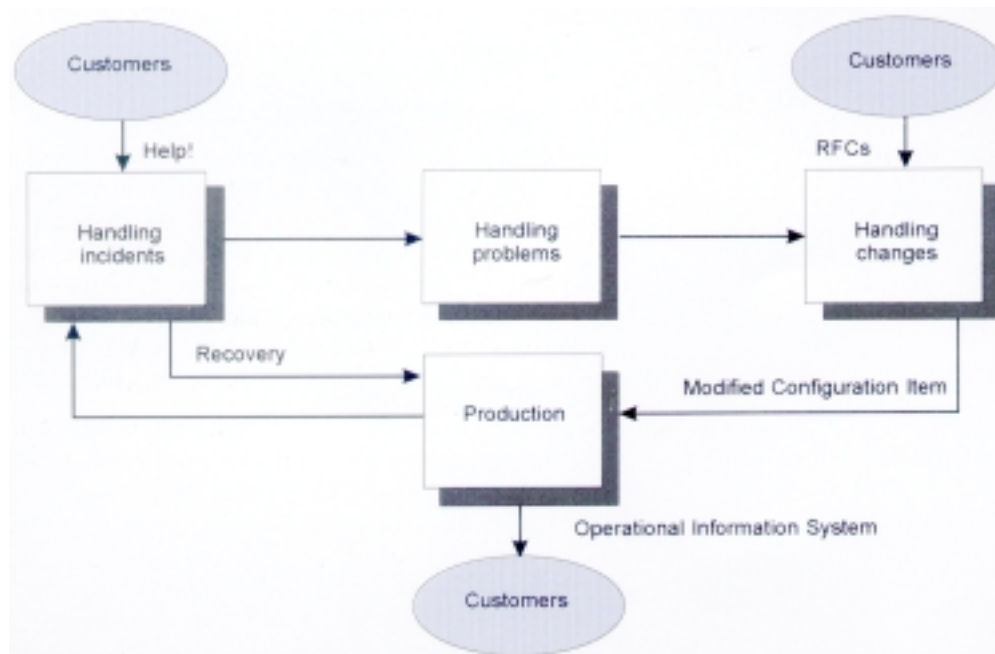 Customers
Customers
Help!
RFCs
Handling
incidents
Handling
problems
Handling
changes
Recovery
Modified Configuration Item
Production
Operational Information System
Customers